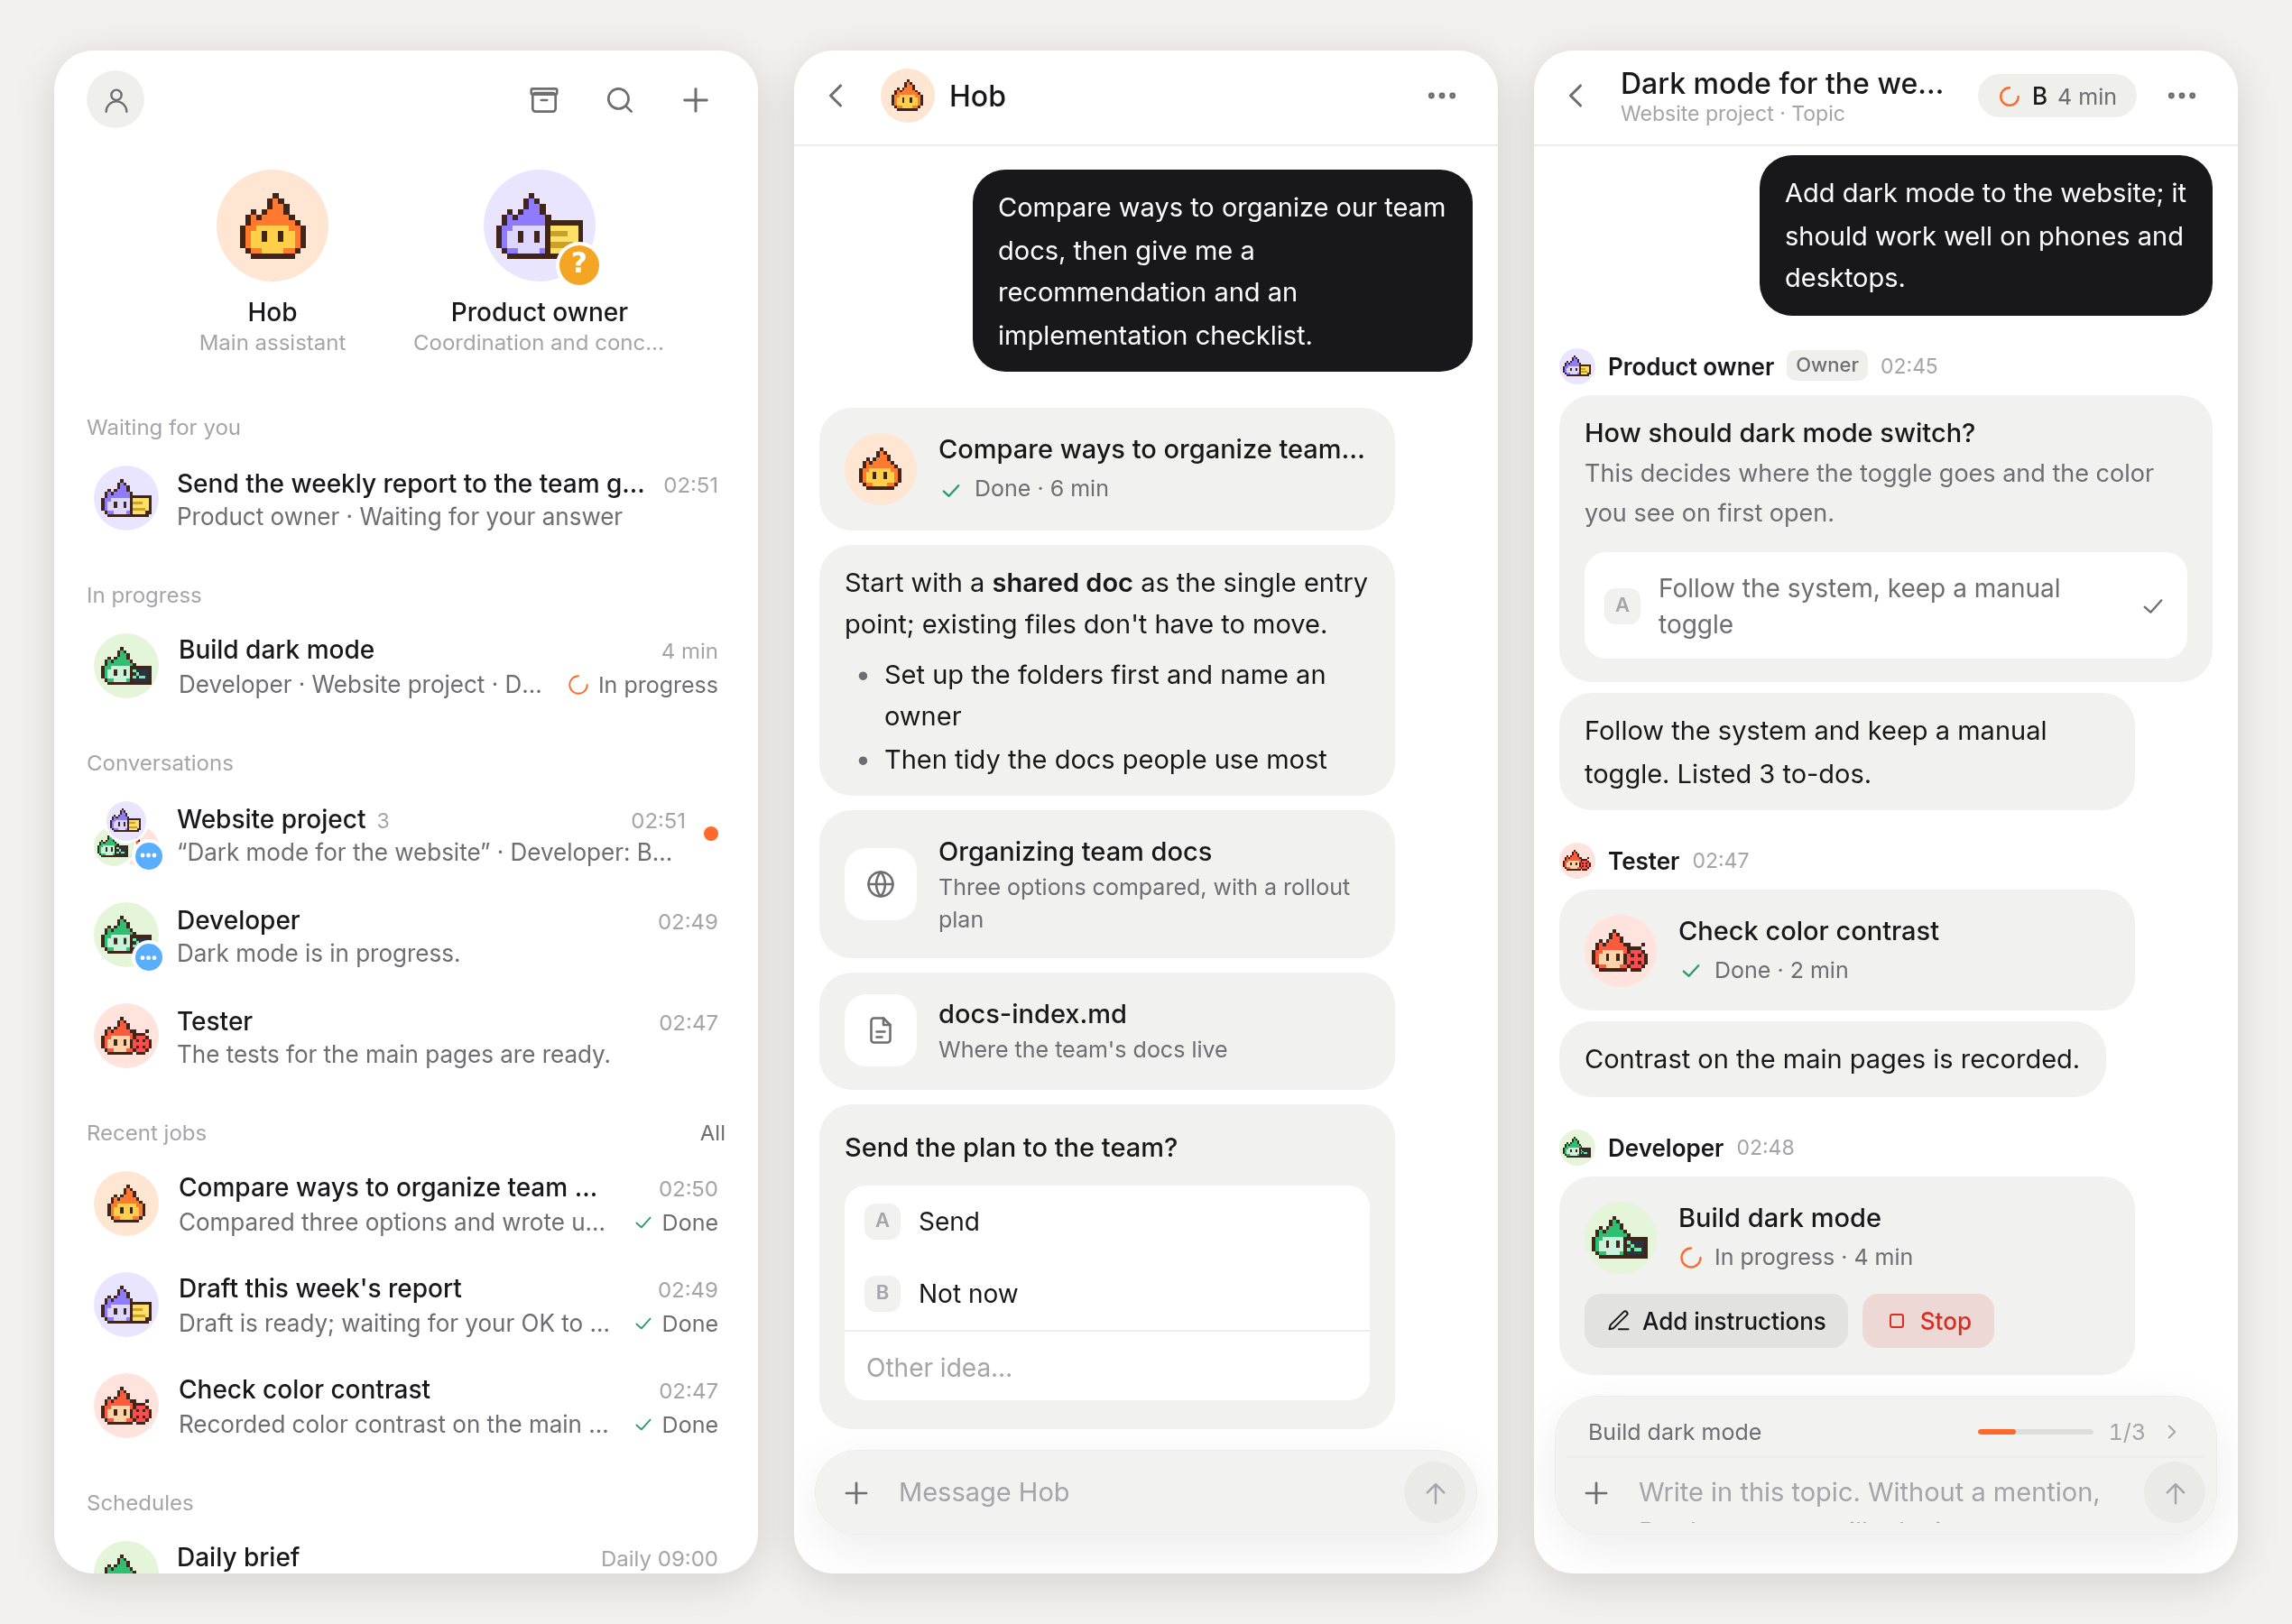 Hob
Main assistant
Product owner
Coordination and conc...
?
Waiting for you
Send the weekly report to the team g... 02:51
Product owner · Waiting for your answer
In progress
Build dark mode 4 min
Developer · Website project · D... In progress
Conversations
Website project 3 02:51
“Dark mode for the website” · Developer: B...
Developer 02:49
Dark mode is in progress.
Tester 02:47
The tests for the main pages are ready.
Recent jobs All
Compare ways to organize team ... 02:50
Compared three options and wrote u... Done
Draft this week's report 02:49
Draft is ready; waiting for your OK to ... Done
Check color contrast 02:47
Recorded color contrast on the main ... Done
Schedules
Daily brief Daily 09:00
Hob
Compare ways to organize our team
docs, then give me a
recommendation and an
implementation checklist.
Compare ways to organize team...
Done · 6 min
Start with a shared doc as the single entry
point; existing files don't have to move.
• Set up the folders first and name an
owner
• Then tidy the docs people use most
Organizing team docs
Three options compared, with a rollout
plan
docs-index.md
Where the team's docs live
Send the plan to the team?
A Send
B Not now
Other idea...
Message Hob
Dark mode for the we...
Website project · Topic
B 4 min
Add dark mode to the website; it
should work well on phones and
desktops.
Product owner Owner 02:45
How should dark mode switch?
This decides where the toggle goes and the color
you see on first open.
A Follow the system, keep a manual
toggle
Follow the system and keep a manual
toggle. Listed 3 to-dos.
Tester 02:47
Check color contrast
Done · 2 min
Contrast on the main pages is recorded.
Developer 02:48
Build dark mode
In progress · 4 min
Add instructions Stop
Build dark mode 1/3
Write in this topic. Without a mention,